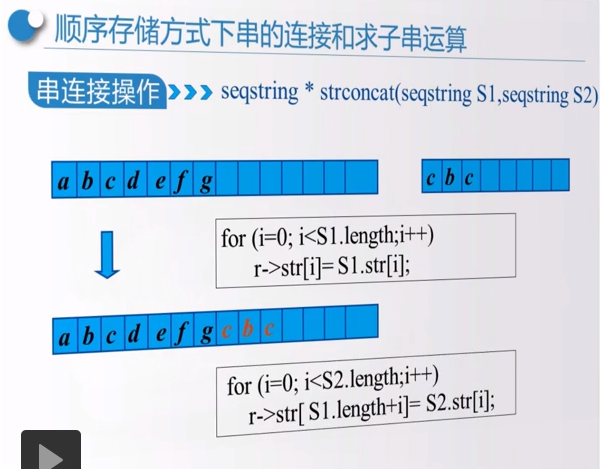 顺序存储方式下串的连接和求子串运算
串连接操作 >>> seqstring * strconcat(seqstring S1,seqstring S2)
a b c d e f g
c b c
for (i=0; i<S1.length;i++)
r->str[i]= S1.str[i];
a b c d e f g c b c
for (i=0; i<S2.length;i++)
r->str[ S1.length+i]= S2.str[i];